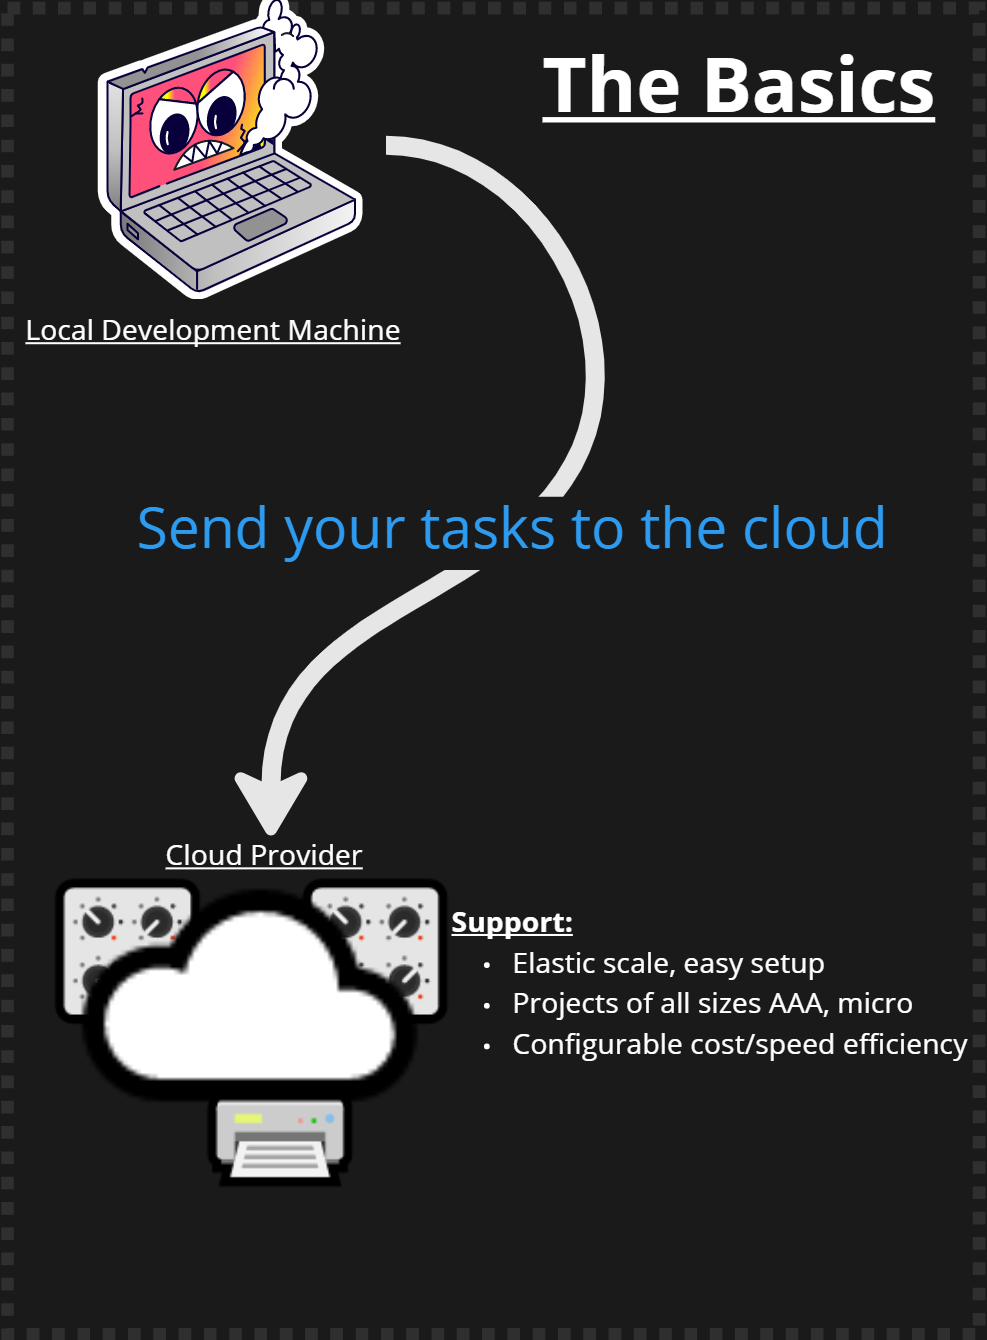 The Basics
Local Development Machine
Send your tasks to the cloud
Cloud Provider
Support:
• Elastic scale, easy setup
• Projects of all sizes AAA, micro
• Configurable cost/speed efficiency